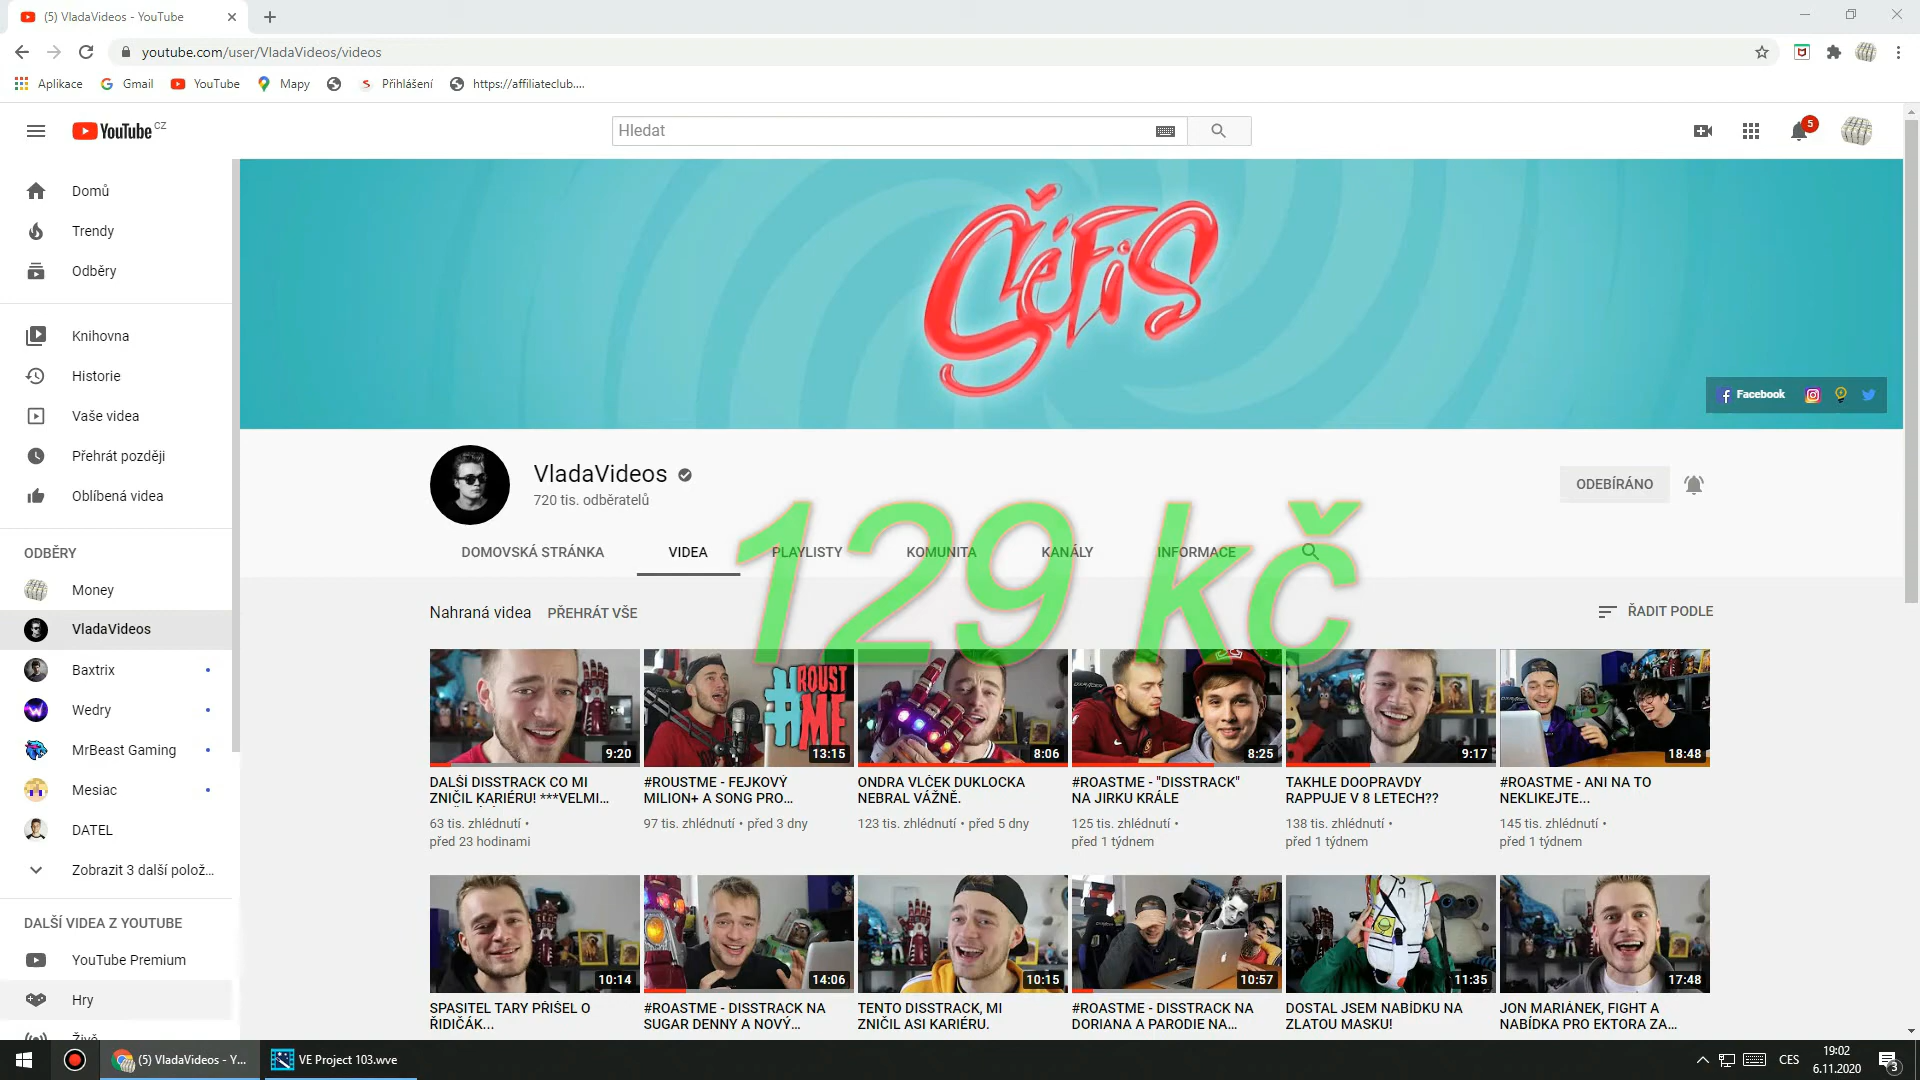 (5) VladaVideos - YouTube
youtube.com/user/VladaVideos/videos
Aplikace
Gmail
YouTube
Mapy
Přihlášení
https://affiliateclub....
YouTube CZ
Hledat
5
Domů
Trendy
Odběry
Knihovna
Historie
Vaše videa
Přehrát později
Oblíbená videa
ODBĚRY
Money
VladaVideos
Baxtrix
Wedry
MrBeast Gaming
Mesiac
DATEL
Zobrazit 3 další polož...
DALŠÍ VIDEA Z YOUTUBE
YouTube Premium
Hry
Živě
ŠéFiS
Facebook
VladaVideos
720 tis. odběratelů
ODEBÍRÁNO
129 kč
DOMOVSKÁ STRÁNKA
VIDEA
PLAYLISTY
KOMUNITA
KANÁLY
INFORMACE
Nahraná videa
PŘEHRÁT VŠE
ŘADIT PODLE
9:20
#ROUST
ME
13:15
8:06
8:25
9:17
18:48
DALŠÍ DISSTRACK CO MI
ZNIČIL KARIÉRU! ***VELMI...
63 tis. zhlédnutí •
před 23 hodinami
#ROUSTME - FEJKOVÝ
MILION+ A SONG PRO...
97 tis. zhlédnutí • před 3 dny
ONDRA VLČEK DUKLOCKA
NEBRAL VÁŽNĚ.
123 tis. zhlédnutí • před 5 dny
#ROASTME - "DISSTRACK"
NA JIRKU KRÁLE
125 tis. zhlédnutí •
před 1 týdnem
TAKHLE DOOPRAVDY
RAPPUJE V 8 LETECH??
138 tis. zhlédnutí •
před 1 týdnem
#ROASTME - ANI NA TO
NEKLIKEJTE...
145 tis. zhlédnutí •
před 1 týdnem
10:14
14:06
10:15
10:57
11:35
17:48
SPASITEL TARY PŘIŠEL O
ŘIDIČÁK...
#ROASTME - DISSTRACK NA
SUGAR DENNY A NOVÝ...
TENTO DISSTRACK, MI
ZNIČIL ASI KARIÉRU.
#ROASTME - DISSTRACK NA
DORIANA A PARODIE NA...
DOSTAL JSEM NABÍDKU NA
ZLATOU MASKU!
JON MARIÁNEK, FIGHT A
NABÍDKA PRO EKTORA ZA...
(5) VladaVideos - Y...
VE Project 103.wve
CES
19:02
6.11.2020
3